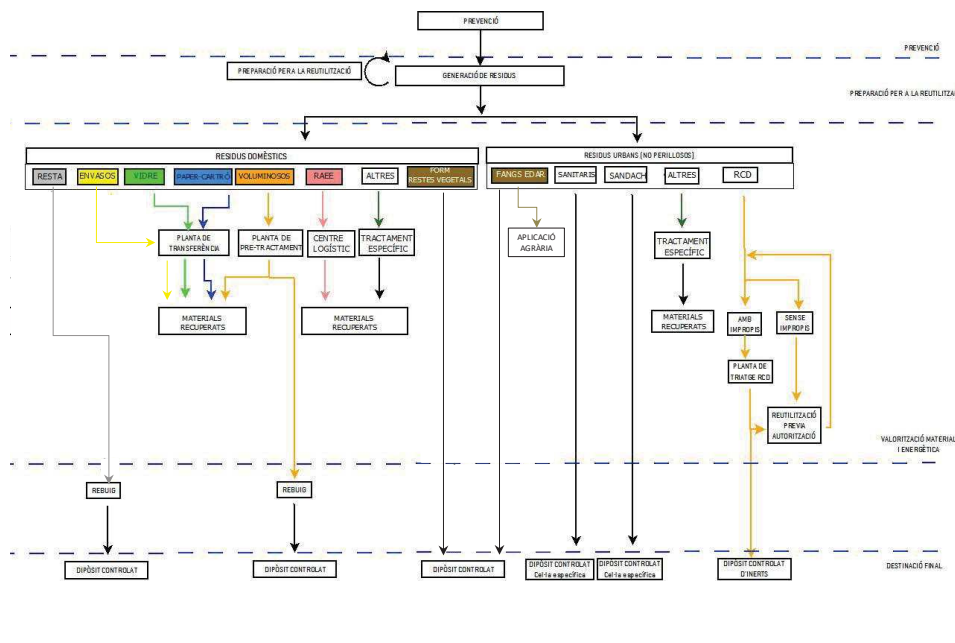 PREVENCIÓ
PREVENCIÓ
PREPARACIÓ PER A LA REUTILITZACIÓ
GENERACIÓ DE RESIDUS
PREPARACIÓ PER A LA REUTILITZA
RESIDUS DOMÈSTICS
RESIDUS URBANS (NO PERILLOSOS)
RESTA
ENVASOS
VIDRE
PAPER-CARTRÓ
VOLUMINOSOS
RAEE
ALTRES
FORM
RESTES VEGETALS
FANGS EDAR
SANITARIS
SANDACH
ALTRES
RCD
PLANTA DE
TRANSFERÈNCIA
PLANTA DE
PRE-TRACTAMENT
CENTRE
LOGÍSTIC
TRACTAMENT
ESPECÍFIC
APLICACIÓ
AGRÀRIA
TRACTAMENT
ESPECÍFIC
MATERIALS
RECUPERATS
MATERIALS
RECUPERATS
MATERIALS
RECUPERATS
AMB
IMPROPIS
SENSE
IMPROPIS
PLANTA DE
TRIATGE RCD
REUTILITZACIÓ
PREVIA
AUTORITZACIÓ
VALORITZACIÓ MATERIAL
I ENERGÈTICA
REBUIG
REBUIG
DIPÒSIT CONTROLAT
DIPÒSIT CONTROLAT
DIPÒSIT CONTROLAT
DIPÒSIT CONTROLAT
Cel·la específica
DIPÒSIT CONTROLAT
Cel·la específica
DIPÒSIT CONTROLAT
D'INERTS
DESTINACIÓ FINAL